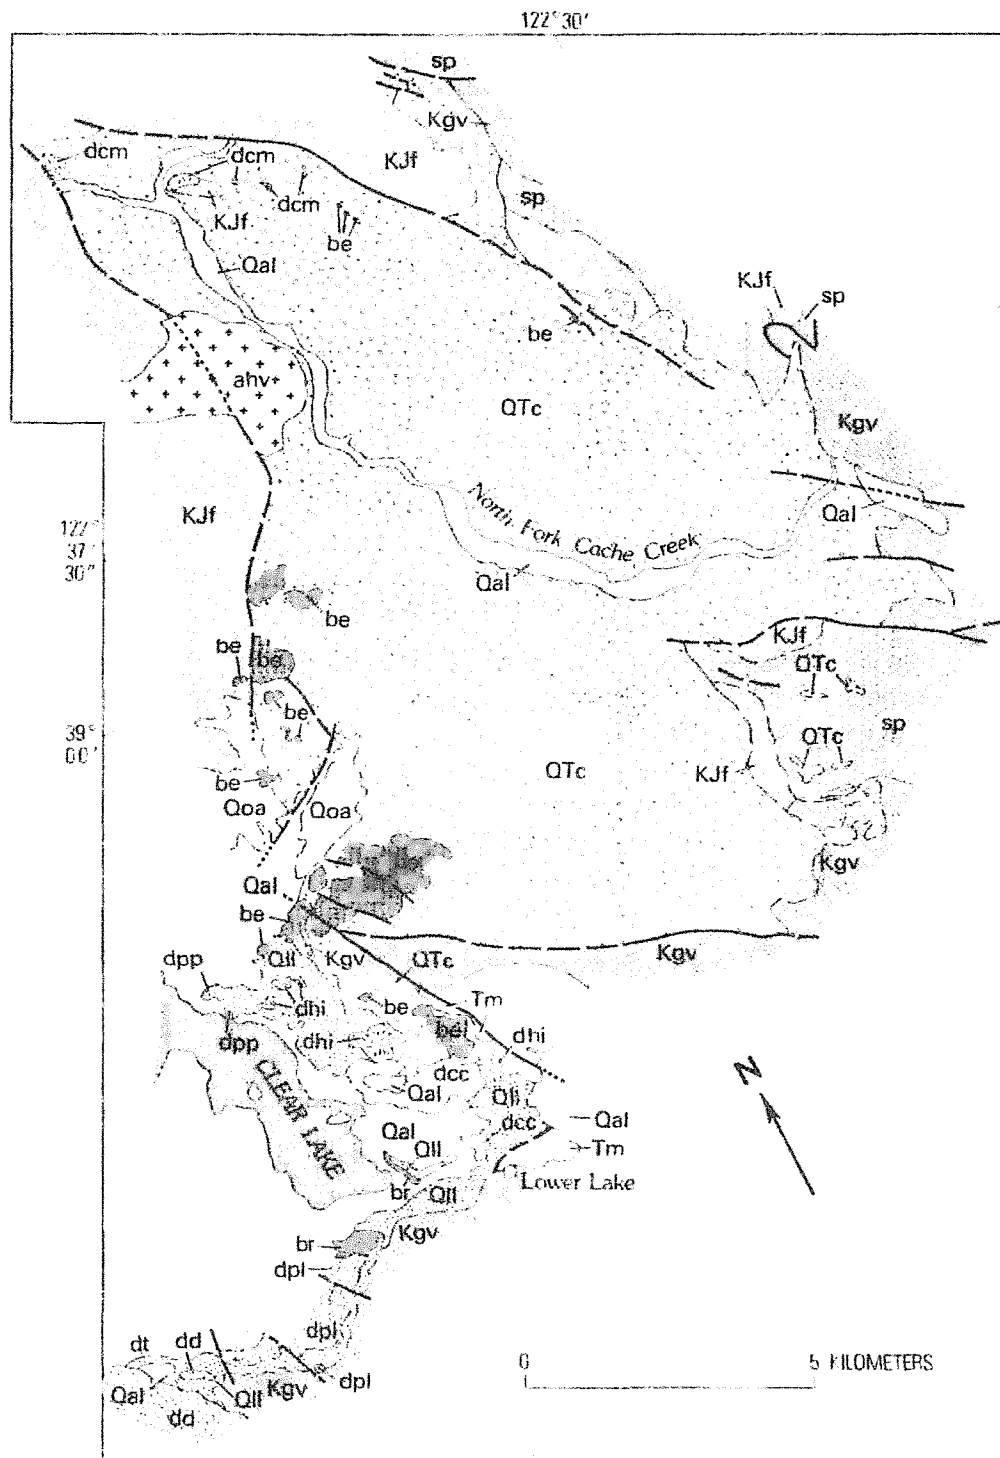 122°30'
sp
Kgv
dcm
dcm
KJf
dcm
sp
KJf
be
Qal
KJf
sp
be
ahv
QTc
Kgv
North Fork Cache Creek
Qal
KJf
122°
37'
30"
Qal
be
KJf
be
be
QTc
be
39°
00'
QTc
sp
QTc
KJf
be
Qoa
Qoa
Kgv
Qal
be
Qll
Kgv
QTc
Kgv
dpp
be
Tm
dhi
bel
dhi
dpp
dhi
dcc
N
CLEAR LAKE
Qal
Qll
dcc
Qal
Qal
Qll
Tm
br
Qll
Lower Lake
Kgv
br
dpl
dpl
dt
dd
0
5 KILOMETERS
Qal
Qll
Kgv
dpl
dd